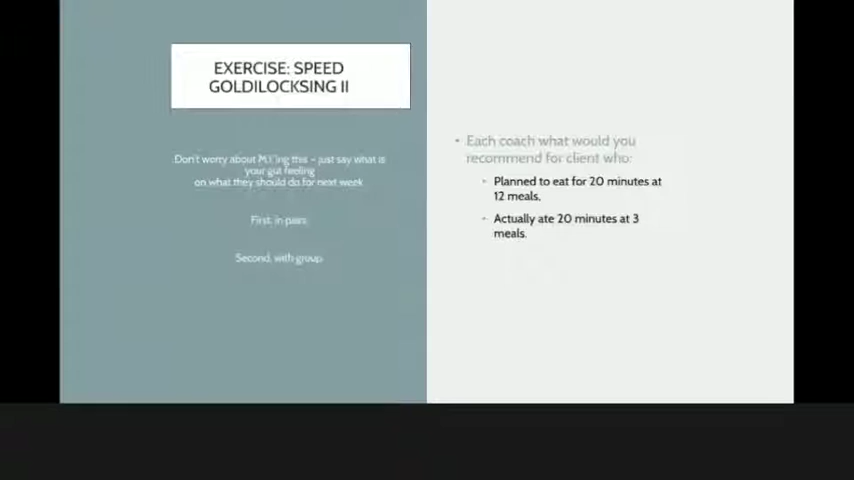 EXERCISE: SPEED
GOLDILOCKSING II
Don't worry about M.I.'ing this – just say what is
your gut feeling
on what they should do for next week
First, in pairs
Second, with group
• Each coach what would you
recommend for client who:
• Planned to eat for 20 minutes at
12 meals.
• Actually ate 20 minutes at 3
meals.